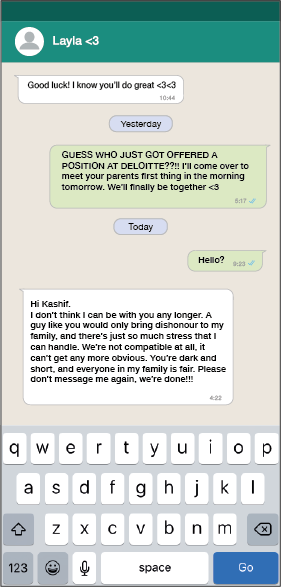 Layla <3
Good luck! I know you'll do great <3<3
10:44
Yesterday
GUESS WHO JUST GOT OFFERED A
POSITION AT DELOITTE??!! I'll come over to
meet your parents first thing in the morning
tomorrow. We'll finally be together <3
5:17
Today
Hello?
9:23
Hi Kashif.
I don't think I can be with you any longer. A
guy like you would only bring dishonour to my
family, and there's just so much stress that I
can handle. We're not compatible at all, it
can't get any more obvious. You're dark and
short, and everyone in my family is fair. Please
don't message me again, we're done!!!
4:22
q w e r t y u i o p
a s d f g h j k l
z x c v b n m
123 space Go